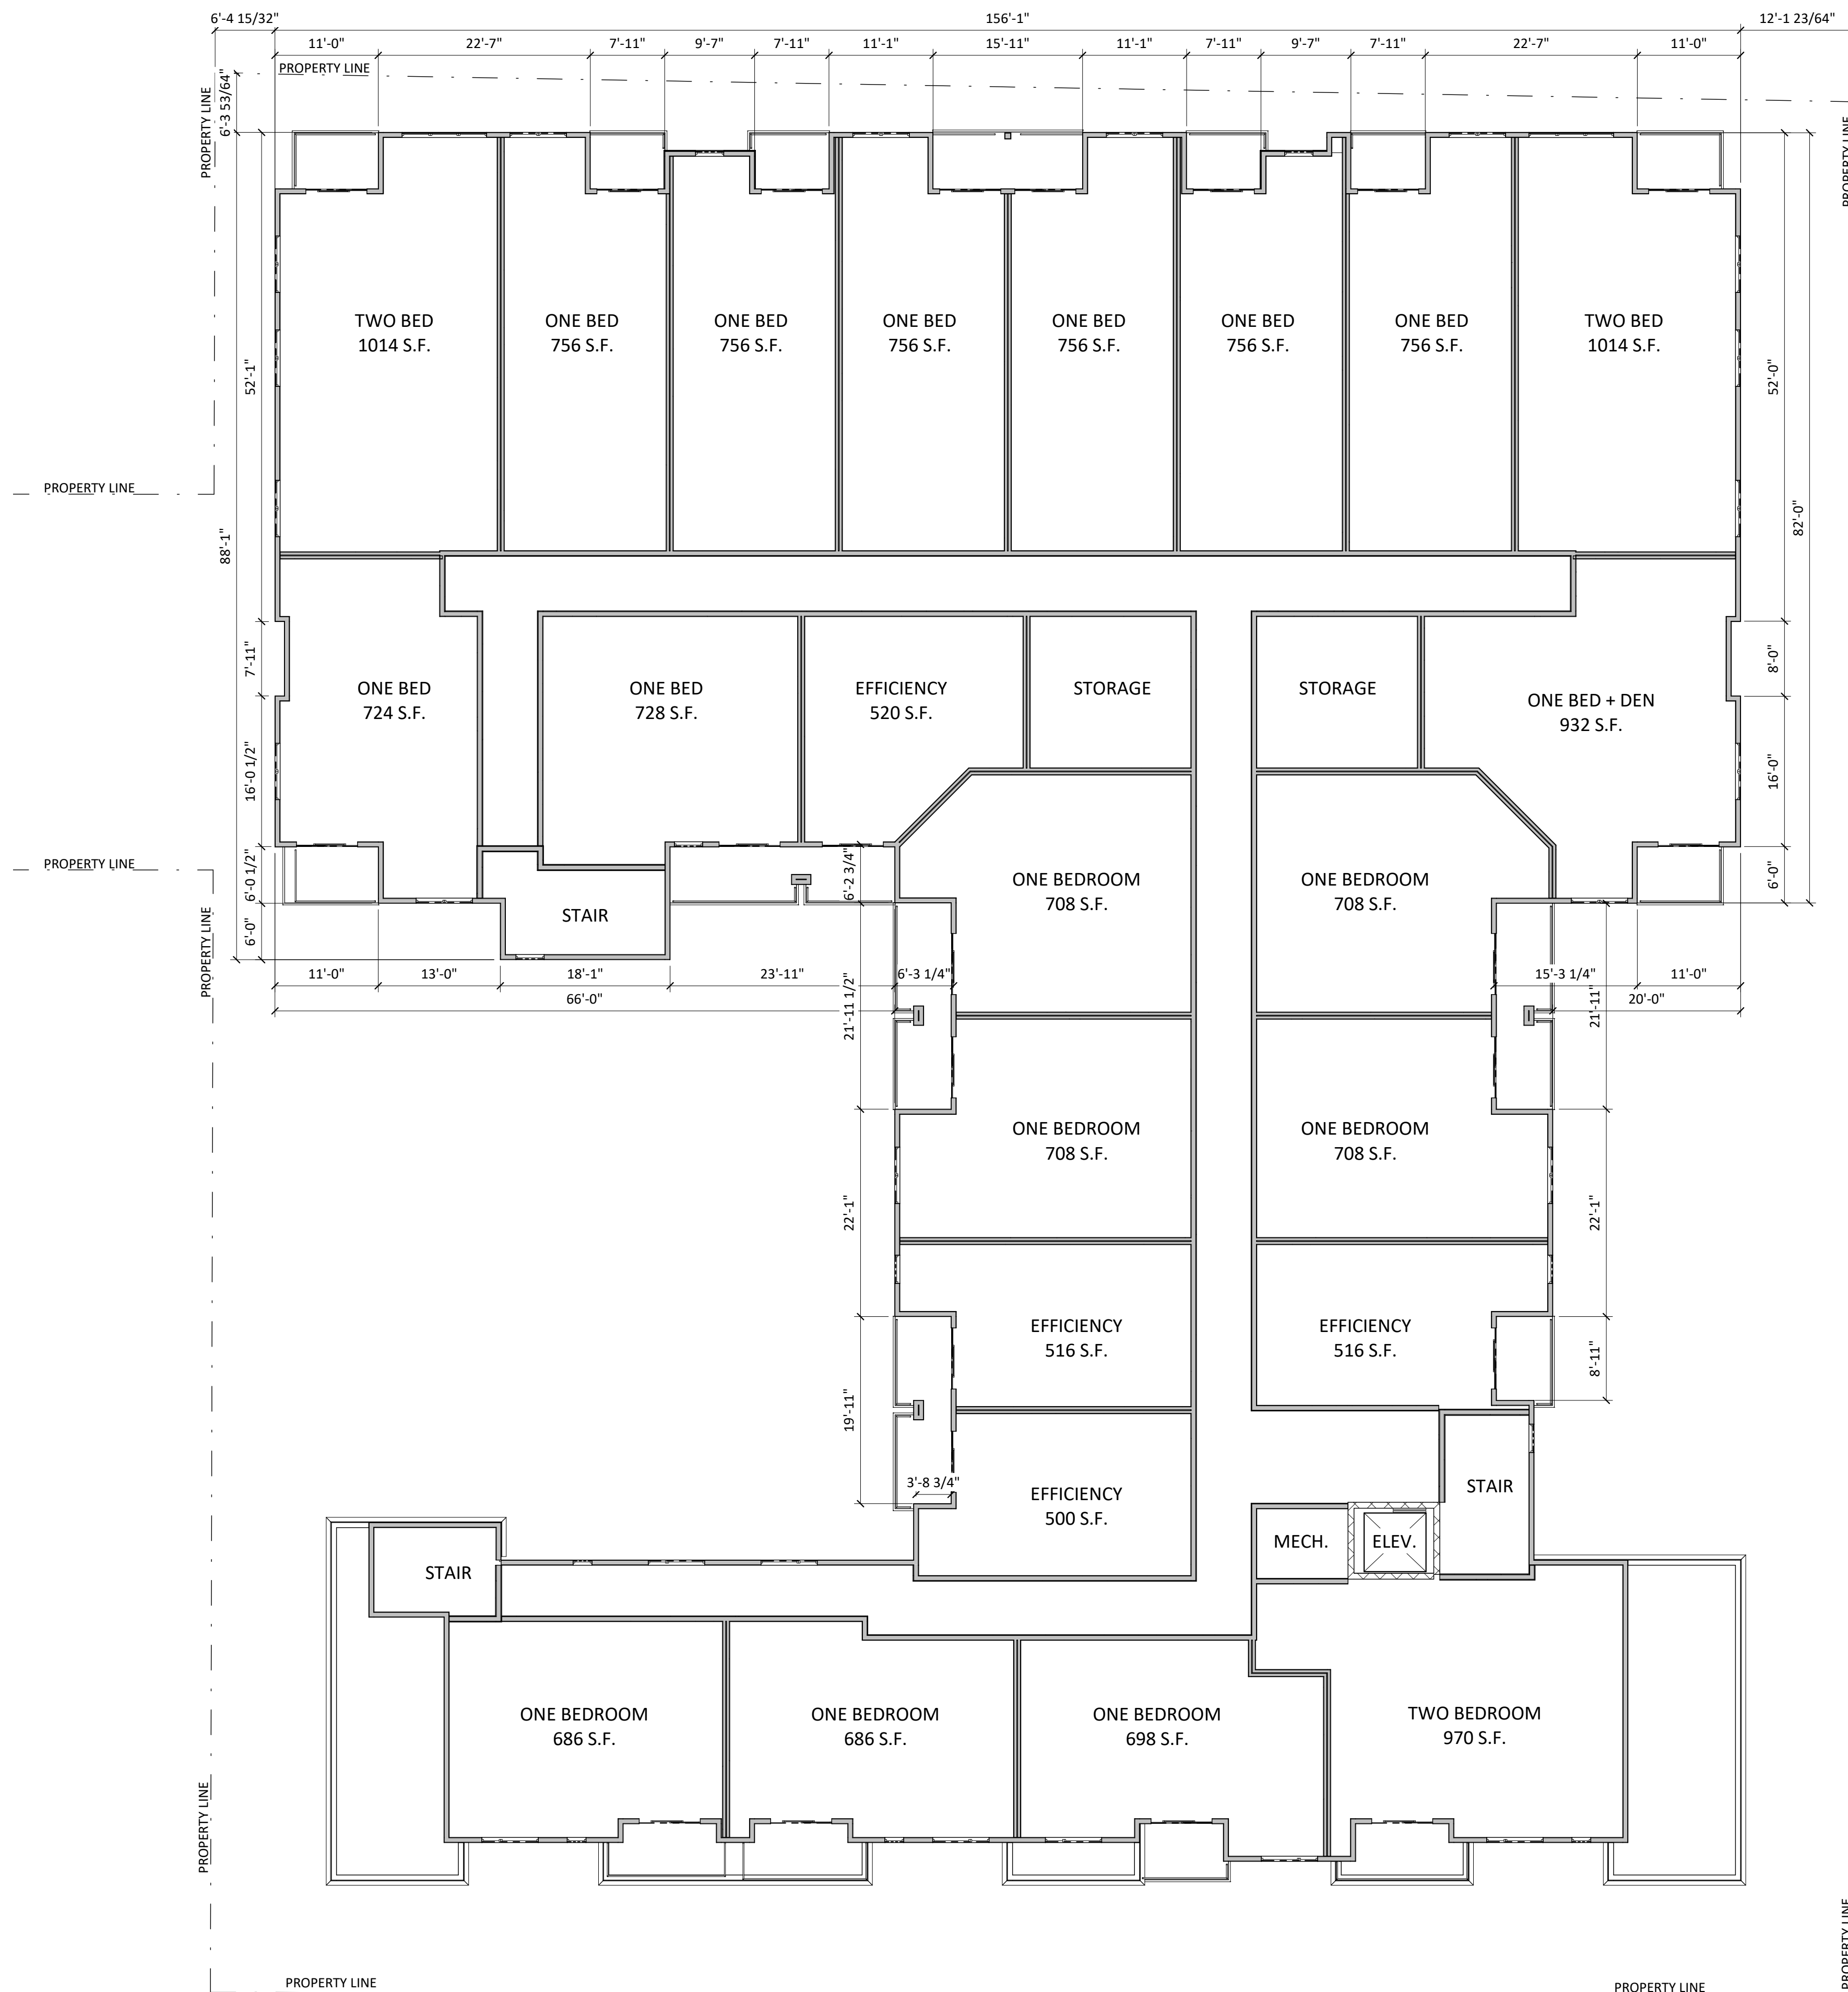 6'-4 15/32"
156'-1"
12'-1 23/64"
11'-0"
22'-7"
7'-11"
9'-7"
7'-11"
11'-1"
15'-11"
11'-1"
7'-11"
9'-7"
7'-11"
22'-7"
11'-0"
PROPERTY LINE
PROPERTY LINE
6'-3 53/64"
PROPERTY LINE
TWO BED
1014 S.F.
ONE BED
756 S.F.
ONE BED
756 S.F.
ONE BED
756 S.F.
ONE BED
756 S.F.
ONE BED
756 S.F.
ONE BED
756 S.F.
TWO BED
1014 S.F.
52'-1"
52'-0"
PROPERTY LINE
88'-1"
82'-0"
7'-11"
8'-0"
ONE BED
724 S.F.
ONE BED
728 S.F.
EFFICIENCY
520 S.F.
STORAGE
STORAGE
ONE BED + DEN
932 S.F.
16'-0 1/2"
16'-0"
PROPERTY LINE
6'-0 1/2"
6'-2 3/4"
6'-0"
ONE BEDROOM
708 S.F.
ONE BEDROOM
708 S.F.
STAIR
6'-0"
PROPERTY LINE
11'-0"
13'-0"
18'-1"
23'-11"
6'-3 1/4"
15'-3 1/4"
11'-0"
66'-0"
20'-0"
21'-11 1/2"
21'-11"
ONE BEDROOM
708 S.F.
ONE BEDROOM
708 S.F.
22'-1"
22'-1"
EFFICIENCY
516 S.F.
EFFICIENCY
516 S.F.
8'-11"
19'-11"
3'-8 3/4"
EFFICIENCY
500 S.F.
STAIR
MECH.
ELEV.
STAIR
ONE BEDROOM
686 S.F.
ONE BEDROOM
686 S.F.
ONE BEDROOM
698 S.F.
TWO BEDROOM
970 S.F.
PROPERTY LINE
PROPERTY LINE
PROPERTY LINE
PROPERTY LINE